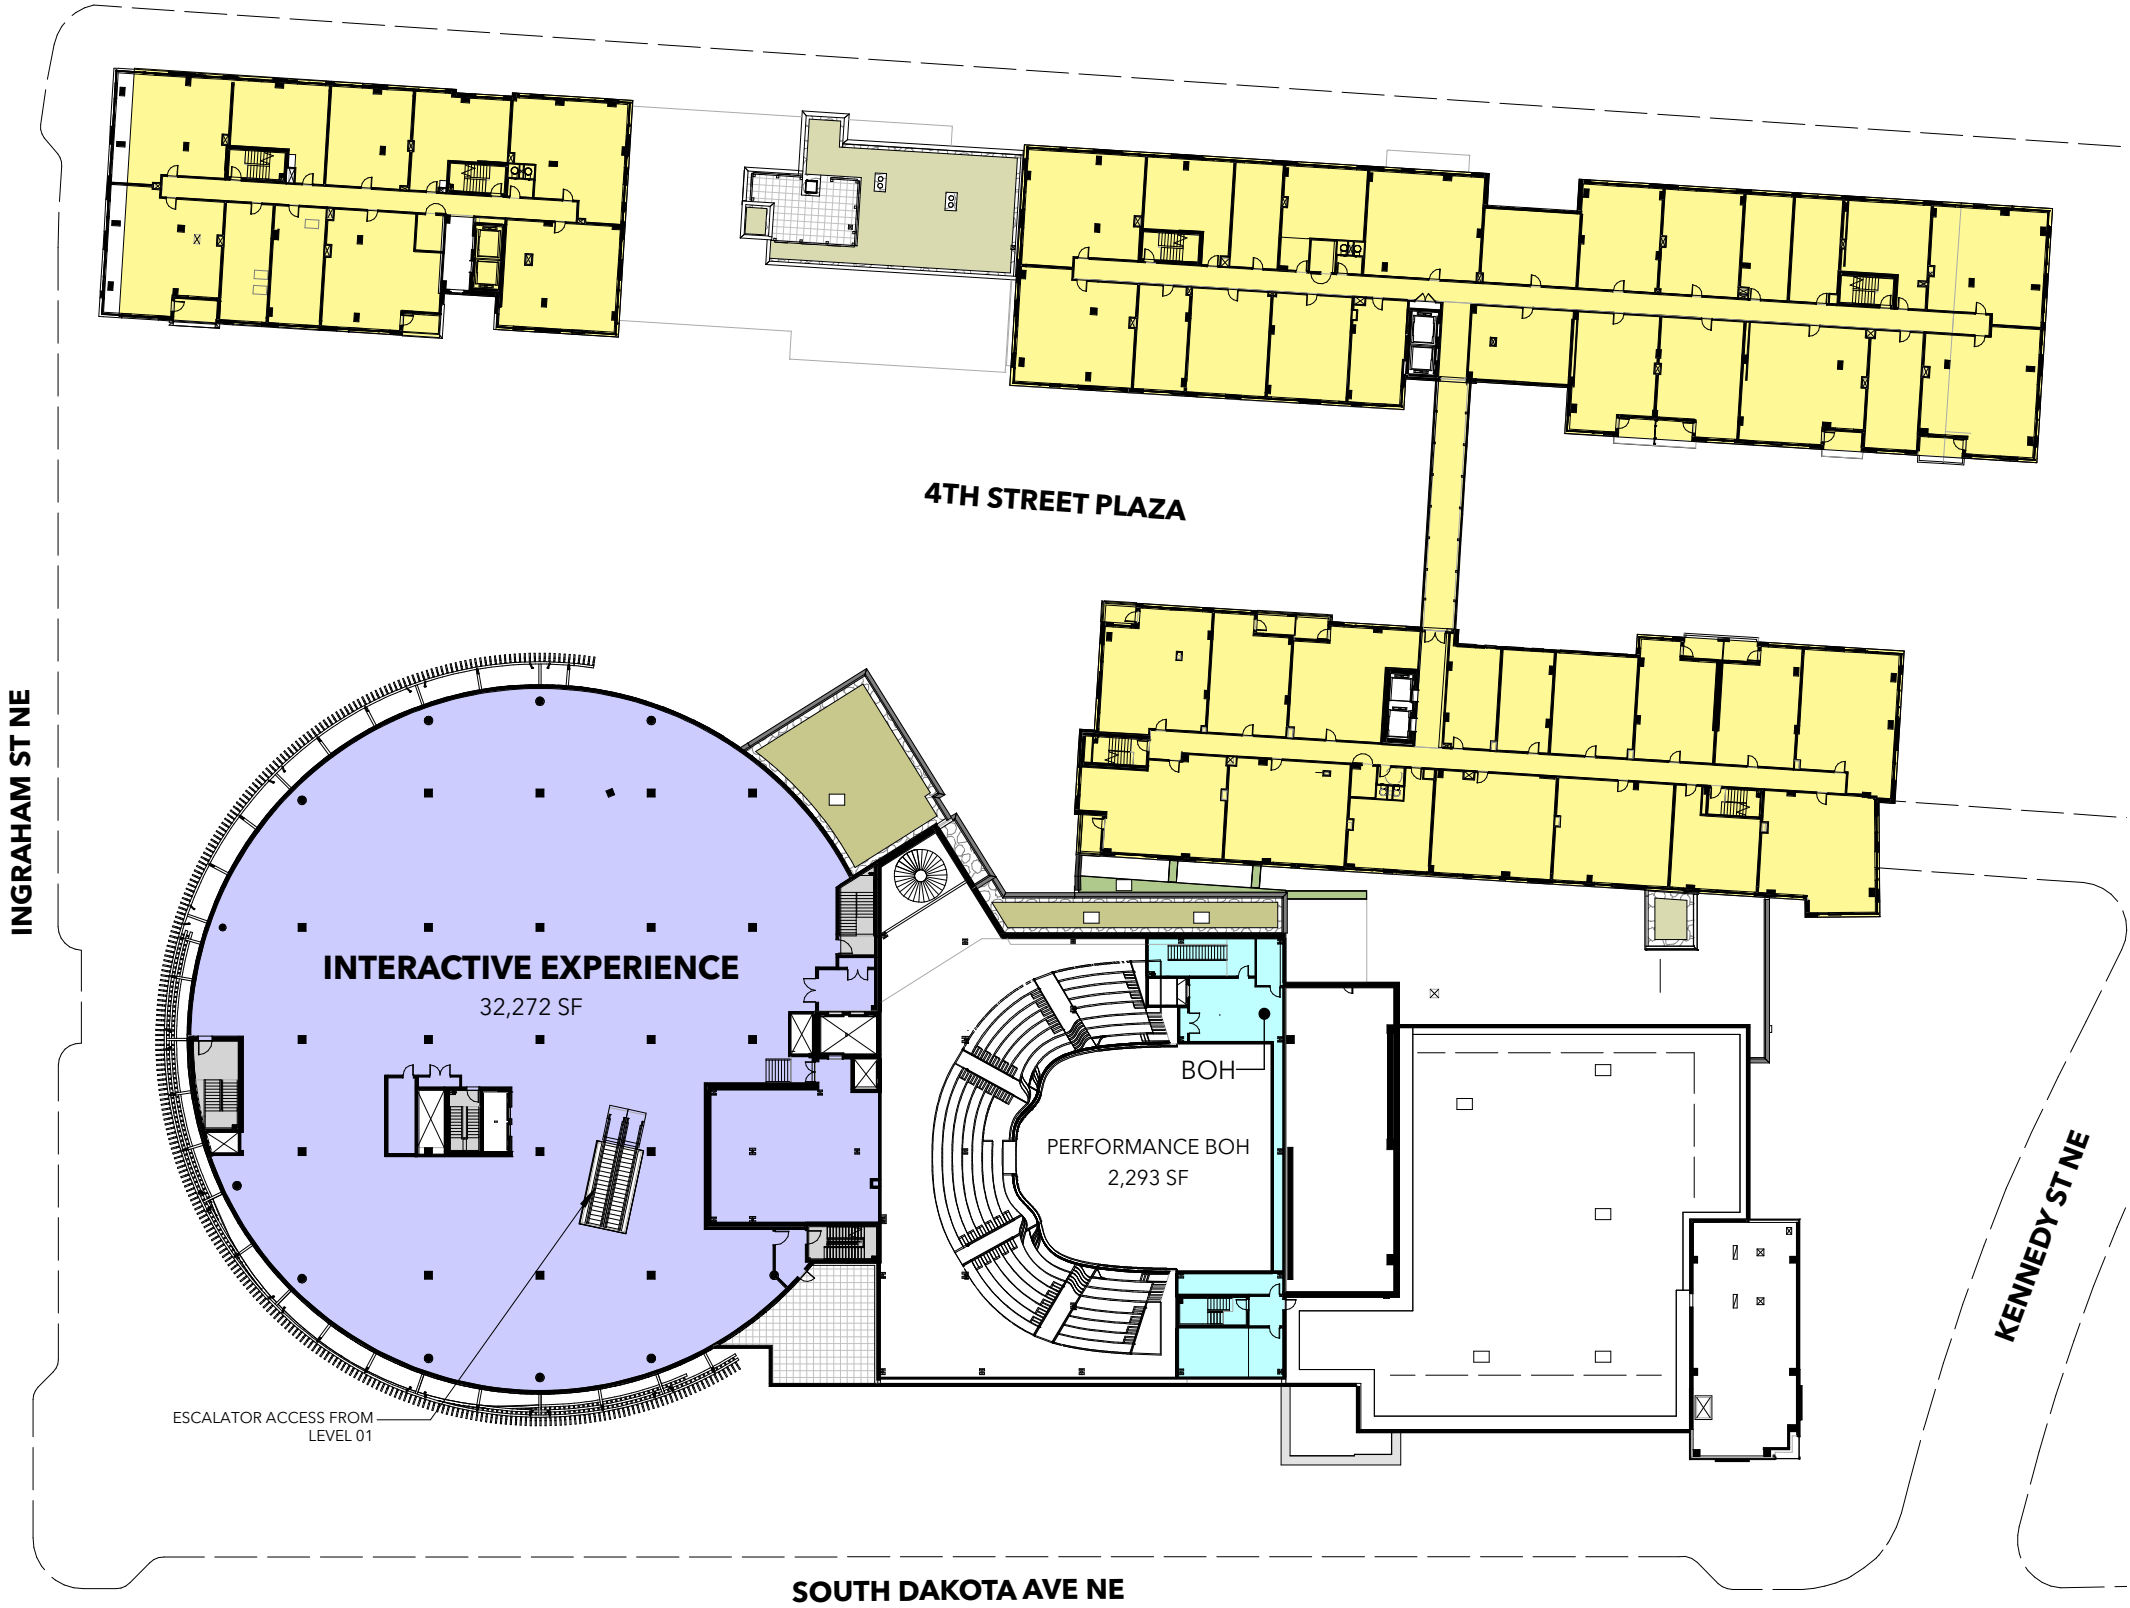 4TH STREET PLAZA
INGRAHAM ST NE
INTERACTIVE EXPERIENCE
32,272 SF
BOH
PERFORMANCE BOH
2,293 SF
KENNEDY ST NE
ESCALATOR ACCESS FROM
LEVEL 01
SOUTH DAKOTA AVE NE